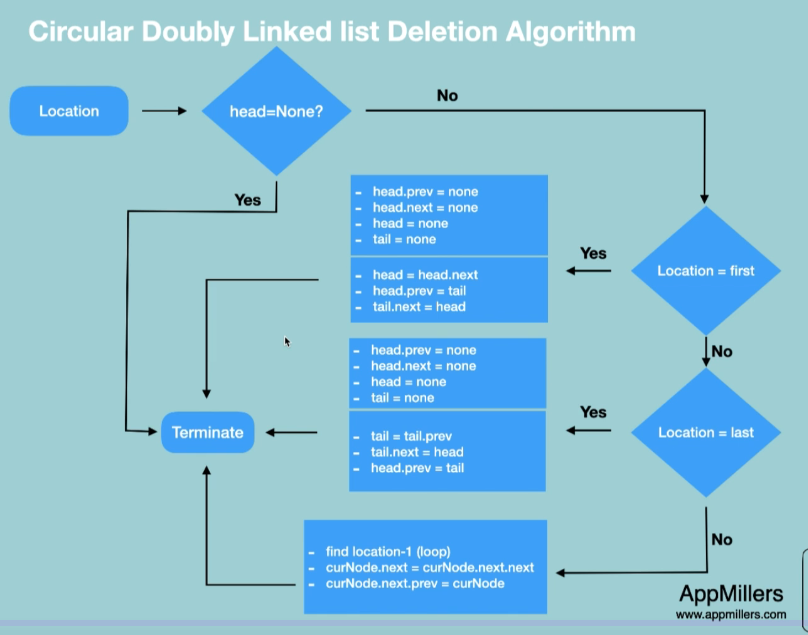 Circular Doubly Linked list Deletion Algorithm
Location
head=None?
No
Yes
- head.prev = none
- head.next = none
- head = none
- tail = none
Yes
Location = first
- head = head.next
- head.prev = tail
- tail.next = head
No
- head.prev = none
- head.next = none
- head = none
- tail = none
Yes
Terminate
Location = last
- tail = tail.prev
- tail.next = head
- head.prev = tail
No
- find location-1 (loop)
- curNode.next = curNode.next.next
- curNode.next.prev = curNode
AppMillers
www.appmillers.com